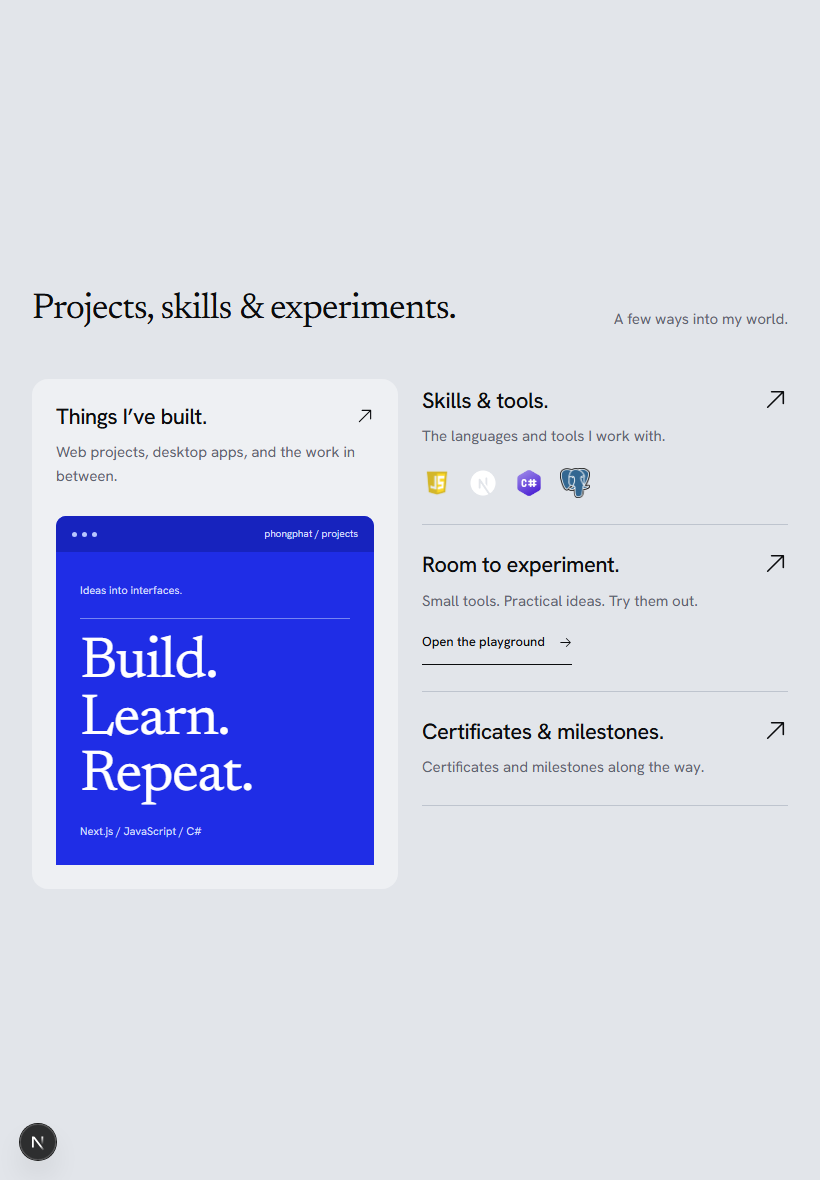 Projects, skills & experiments.
A few ways into my world.
Things I’ve built.
Web projects, desktop apps, and the work in
between.
phongphat / projects
Ideas into interfaces.
Build.
Learn.
Repeat.
Next.js / JavaScript / C#
Skills & tools.
The languages and tools I work with.
JS
N
C#
Room to experiment.
Small tools. Practical ideas. Try them out.
Open the playground
Certificates & milestones.
Certificates and milestones along the way.
N